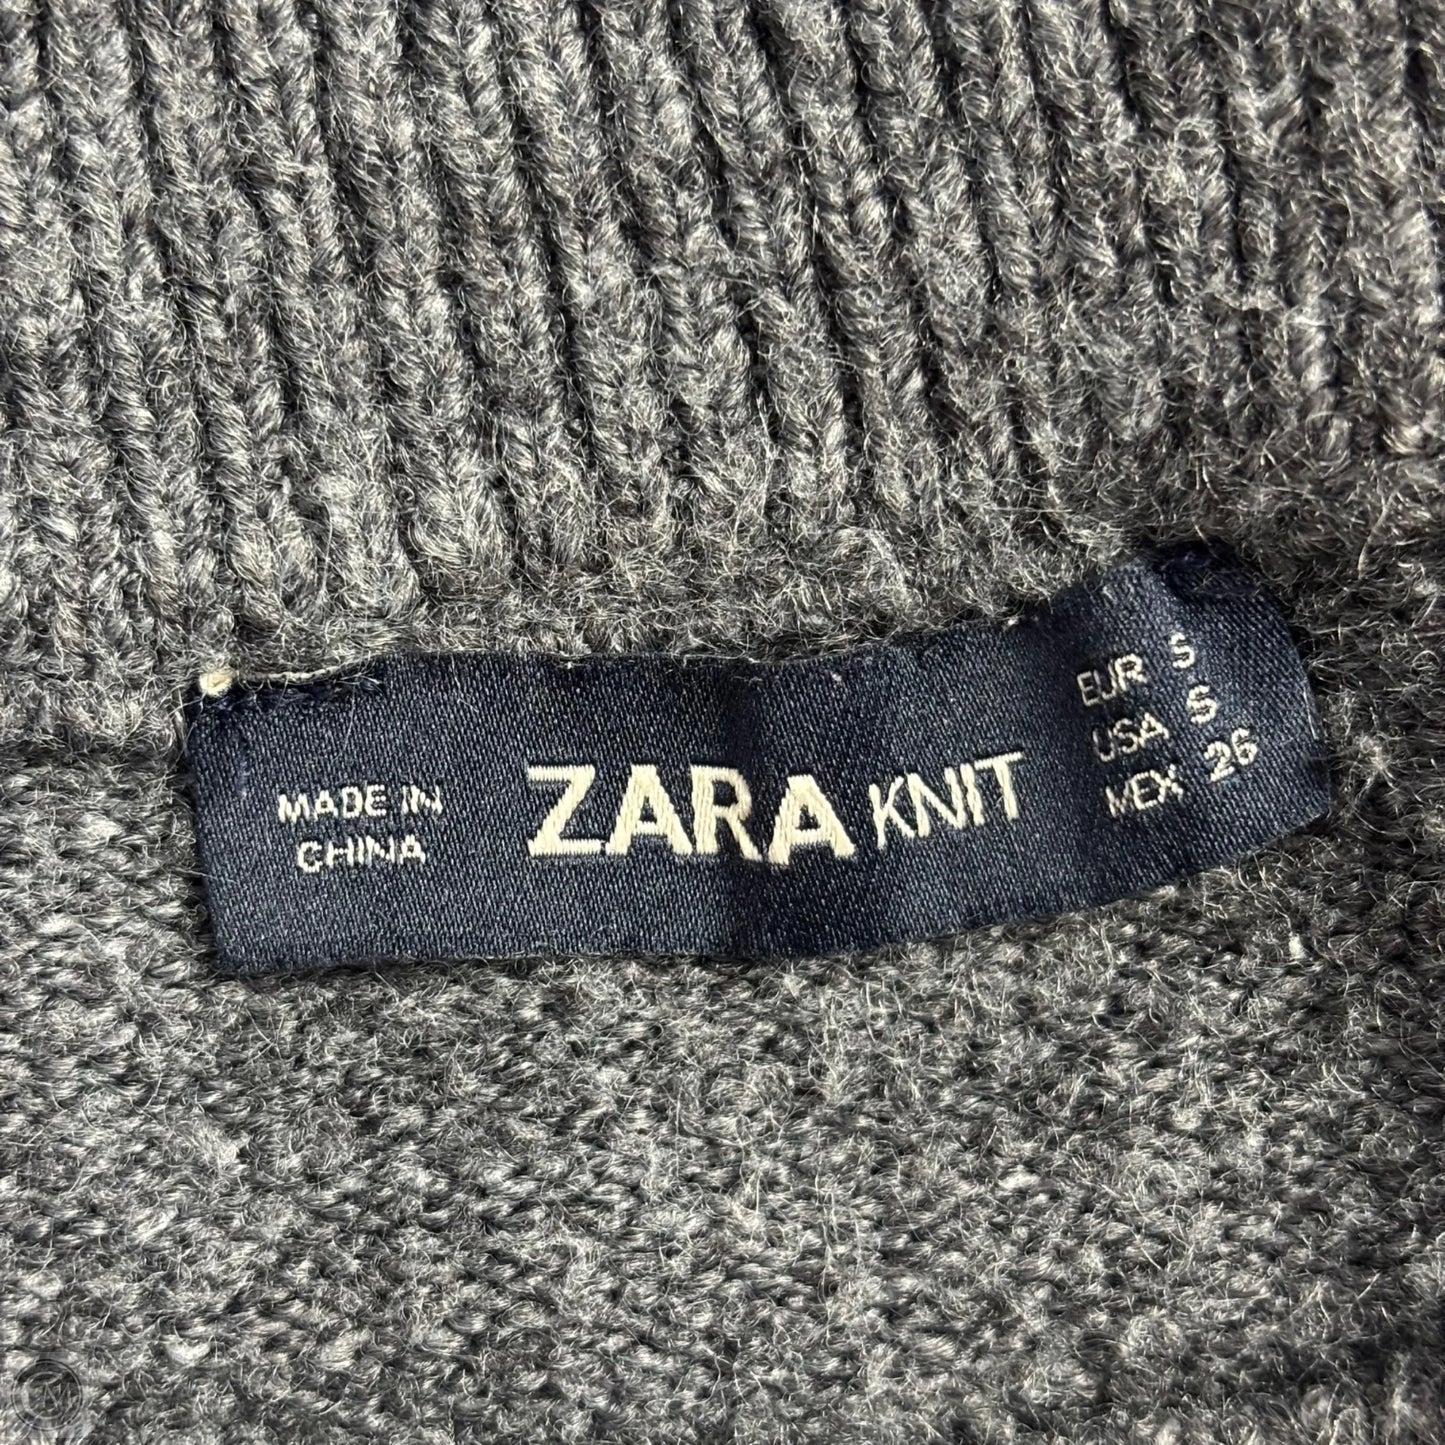 MADE IN
CHINA
ZARA KNIT
EUR S
USA S
MEX 26